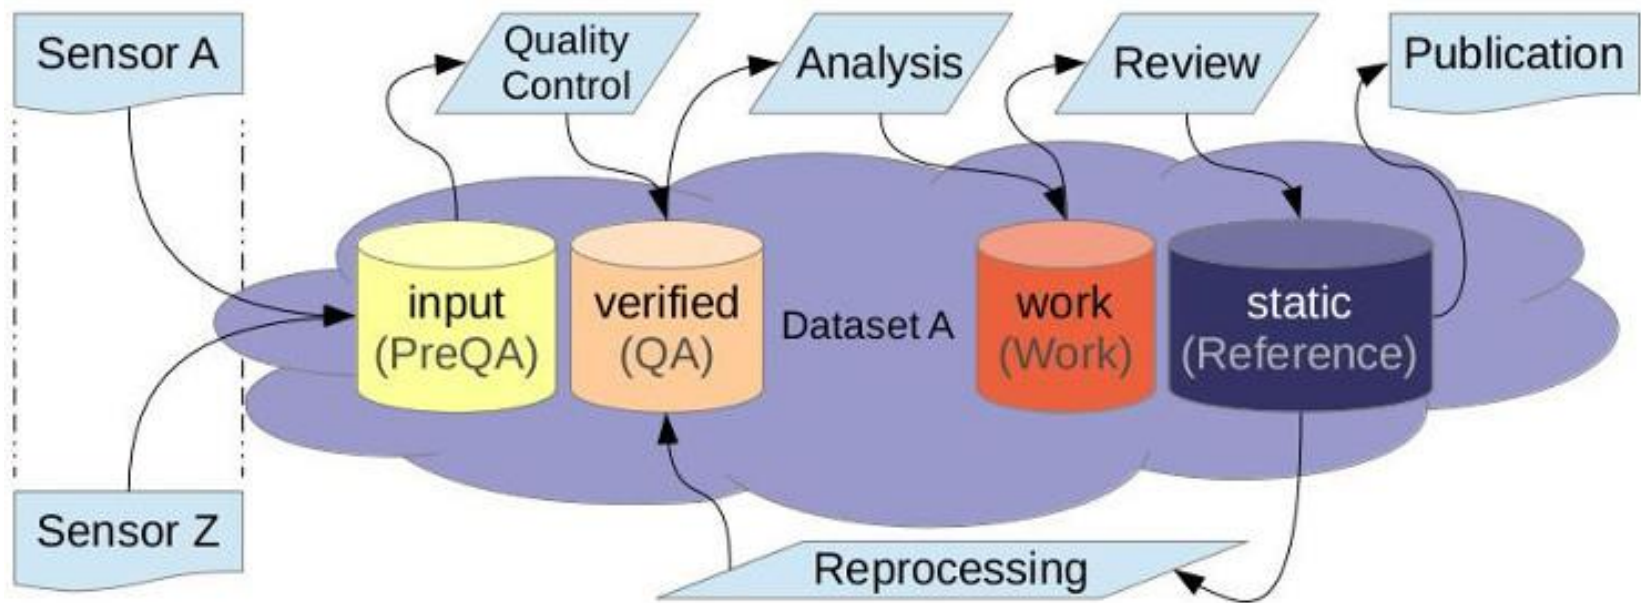 Sensor A
Quality
Control
Analysis
Review
Publication
input
(PreQA)
verified
(QA)
Dataset A
work
(Work)
static
(Reference)
Sensor Z
Reprocessing